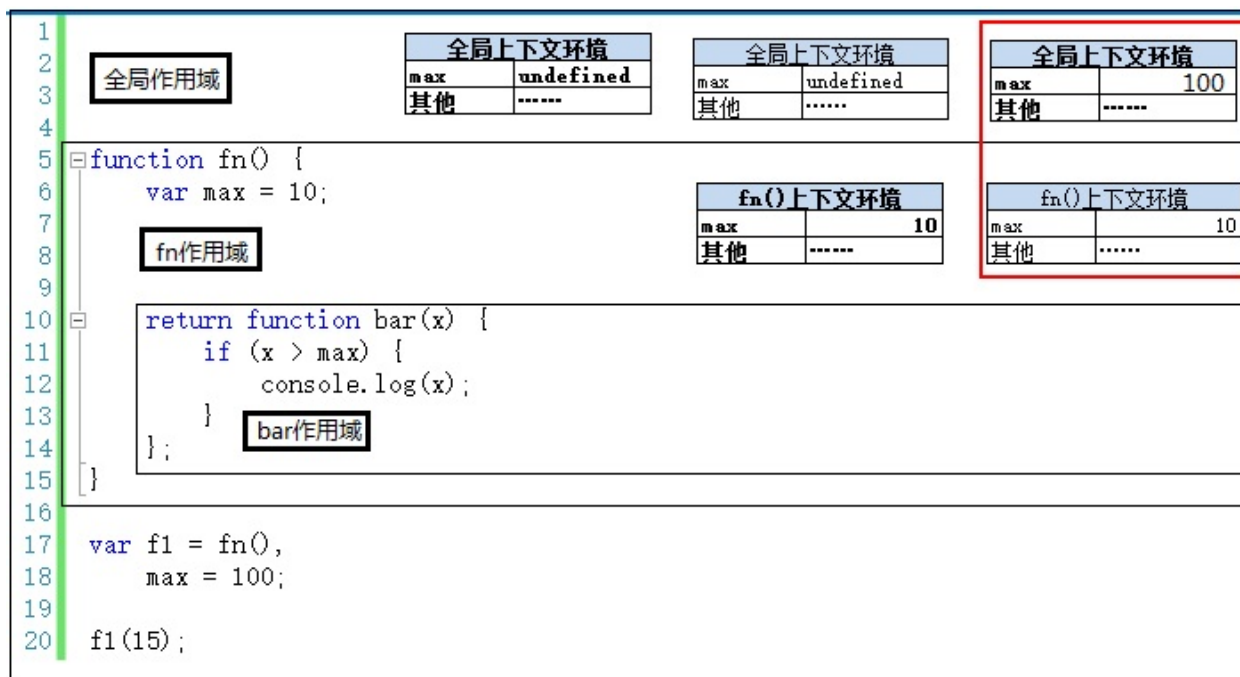 1
2
3
4
全局作用域
全局上下文环境
max undefined
其他 ······
全局上下文环境
max undefined
其他 ······
全局上下文环境
max 100
其他 ······
5 function fn() {
6 var max = 10;
7
8
9
fn作用域
fn()上下文环境
max 10
其他 ······
fn()上下文环境
max 10
其他 ······
10 return function bar(x) {
11 if (x > max) {
12 console.log(x);
13 }
bar作用域
14 };
15 }
16
17 var f1 = fn(),
18 max = 100;
19
20 f1(15);